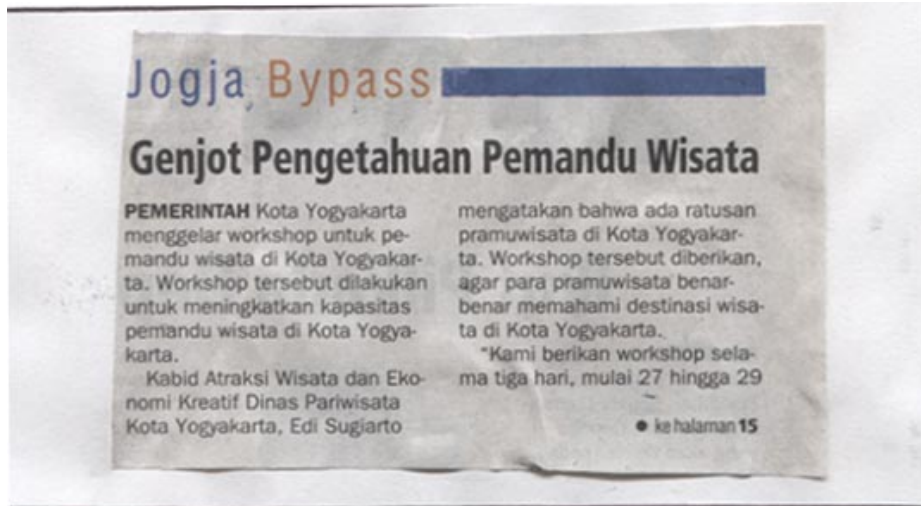 Jogja Bypass
Genjot Pengetahuan Pemandu Wisata
PEMERINTAH Kota Yogyakarta
menggelar workshop untuk pe-
mandu wisata di Kota Yogyakar-
ta. Workshop tersebut dilakukan
untuk meningkatkan kapasitas
pemandu wisata di Kota Yogya-
karta.
Kabid Atraksi Wisata dan Eko-
nomi Kreatif Dinas Pariwisata
Kota Yogyakarta, Edi Sugiarto
mengatakan bahwa ada ratusan
pramuwisata di Kota Yogyakar-
ta. Workshop tersebut diberikan,
agar para pramuwisata benar-
benar memahami destinasi wisa-
ta di Kota Yogyakarta.
"Kami berikan workshop sela-
ma tiga hari, mulai 27 hingga 29
● ke halaman 15